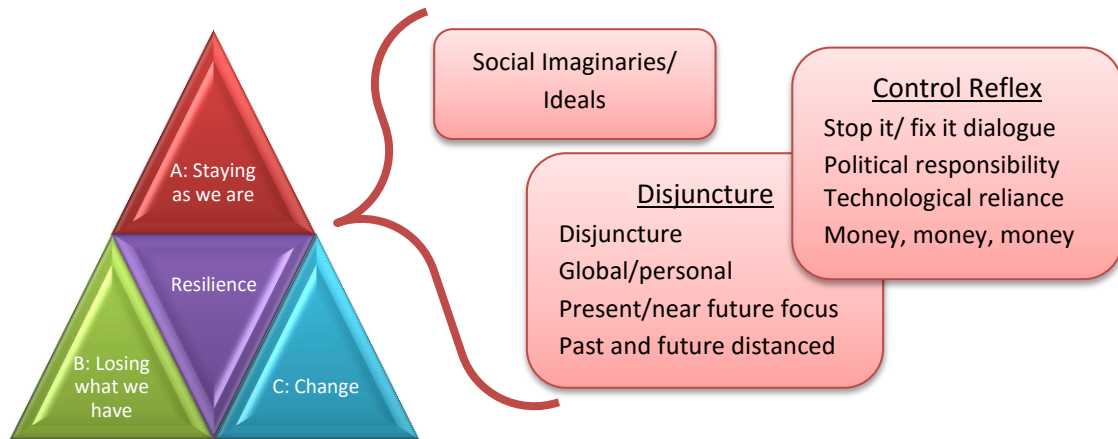 A: Staying
as we are
Resilience
B: Losing
what we
have
C: Change
Social Imaginaries/
Ideals
Disjuncture
Disjuncture
Global/personal
Present/near future focus
Past and future distanced
Control Reflex
Stop it/ fix it dialogue
Political responsibility
Technological reliance
Money, money, money